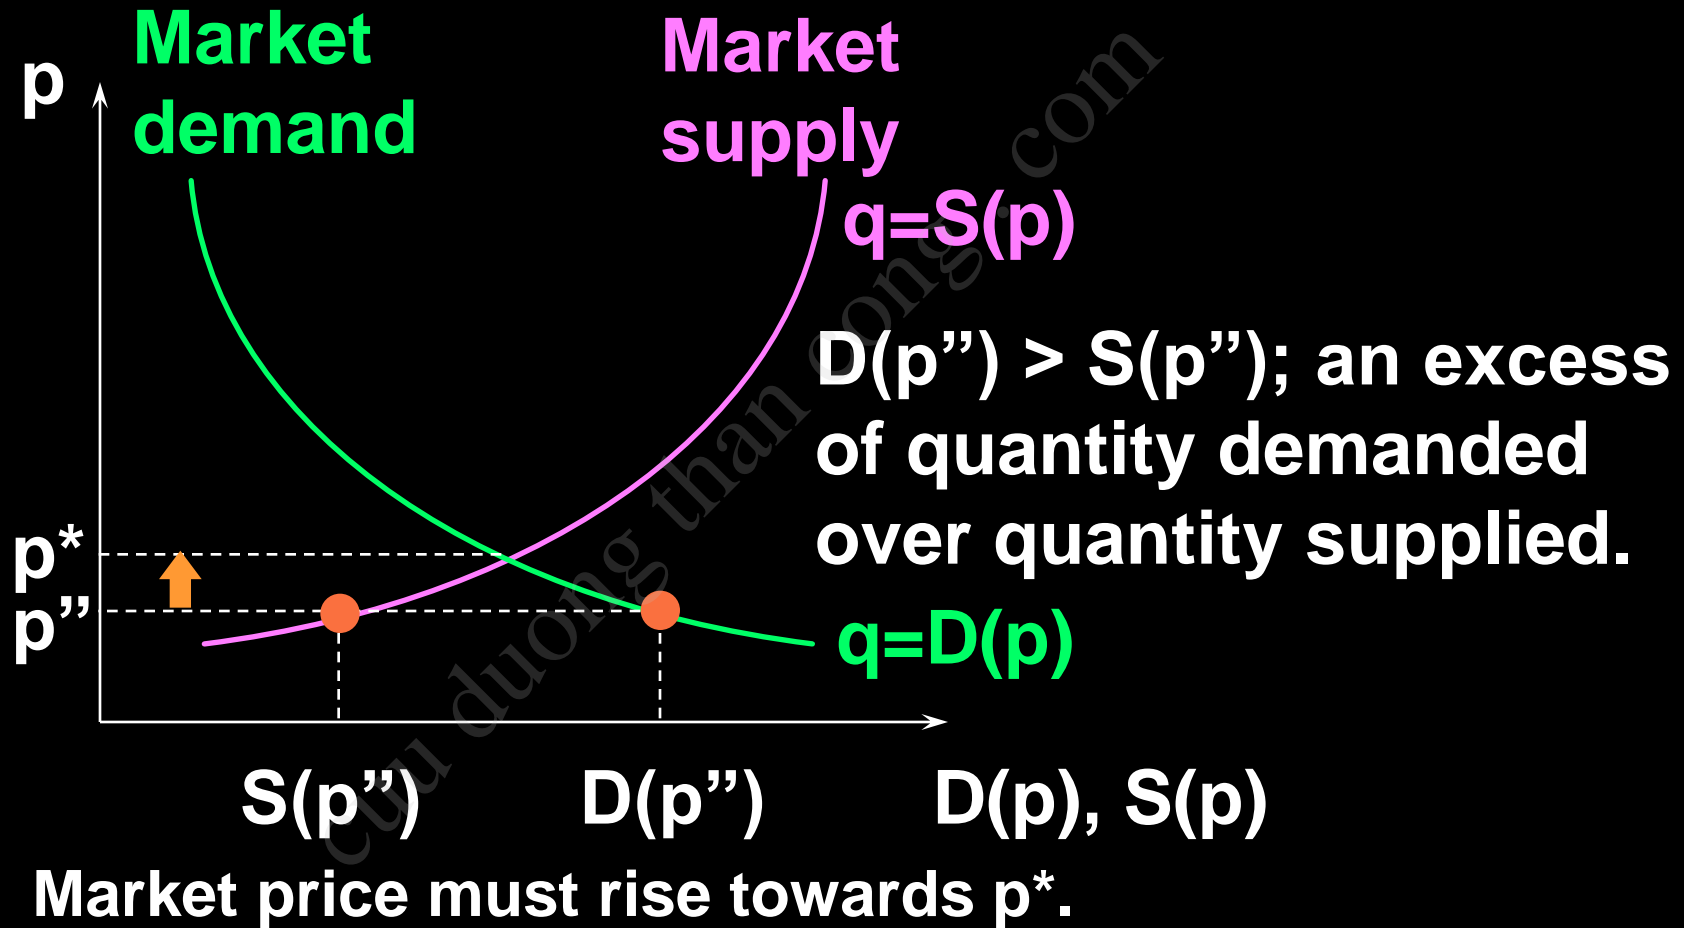 Market
demand
Market
supply
p
q=S(p)
D(p”) > S(p”); an excess
of quantity demanded
over quantity supplied.
p*
p”
q=D(p)
S(p”)
D(p”)
D(p), S(p)
Market price must rise towards p*.
cuu duong than cong . com